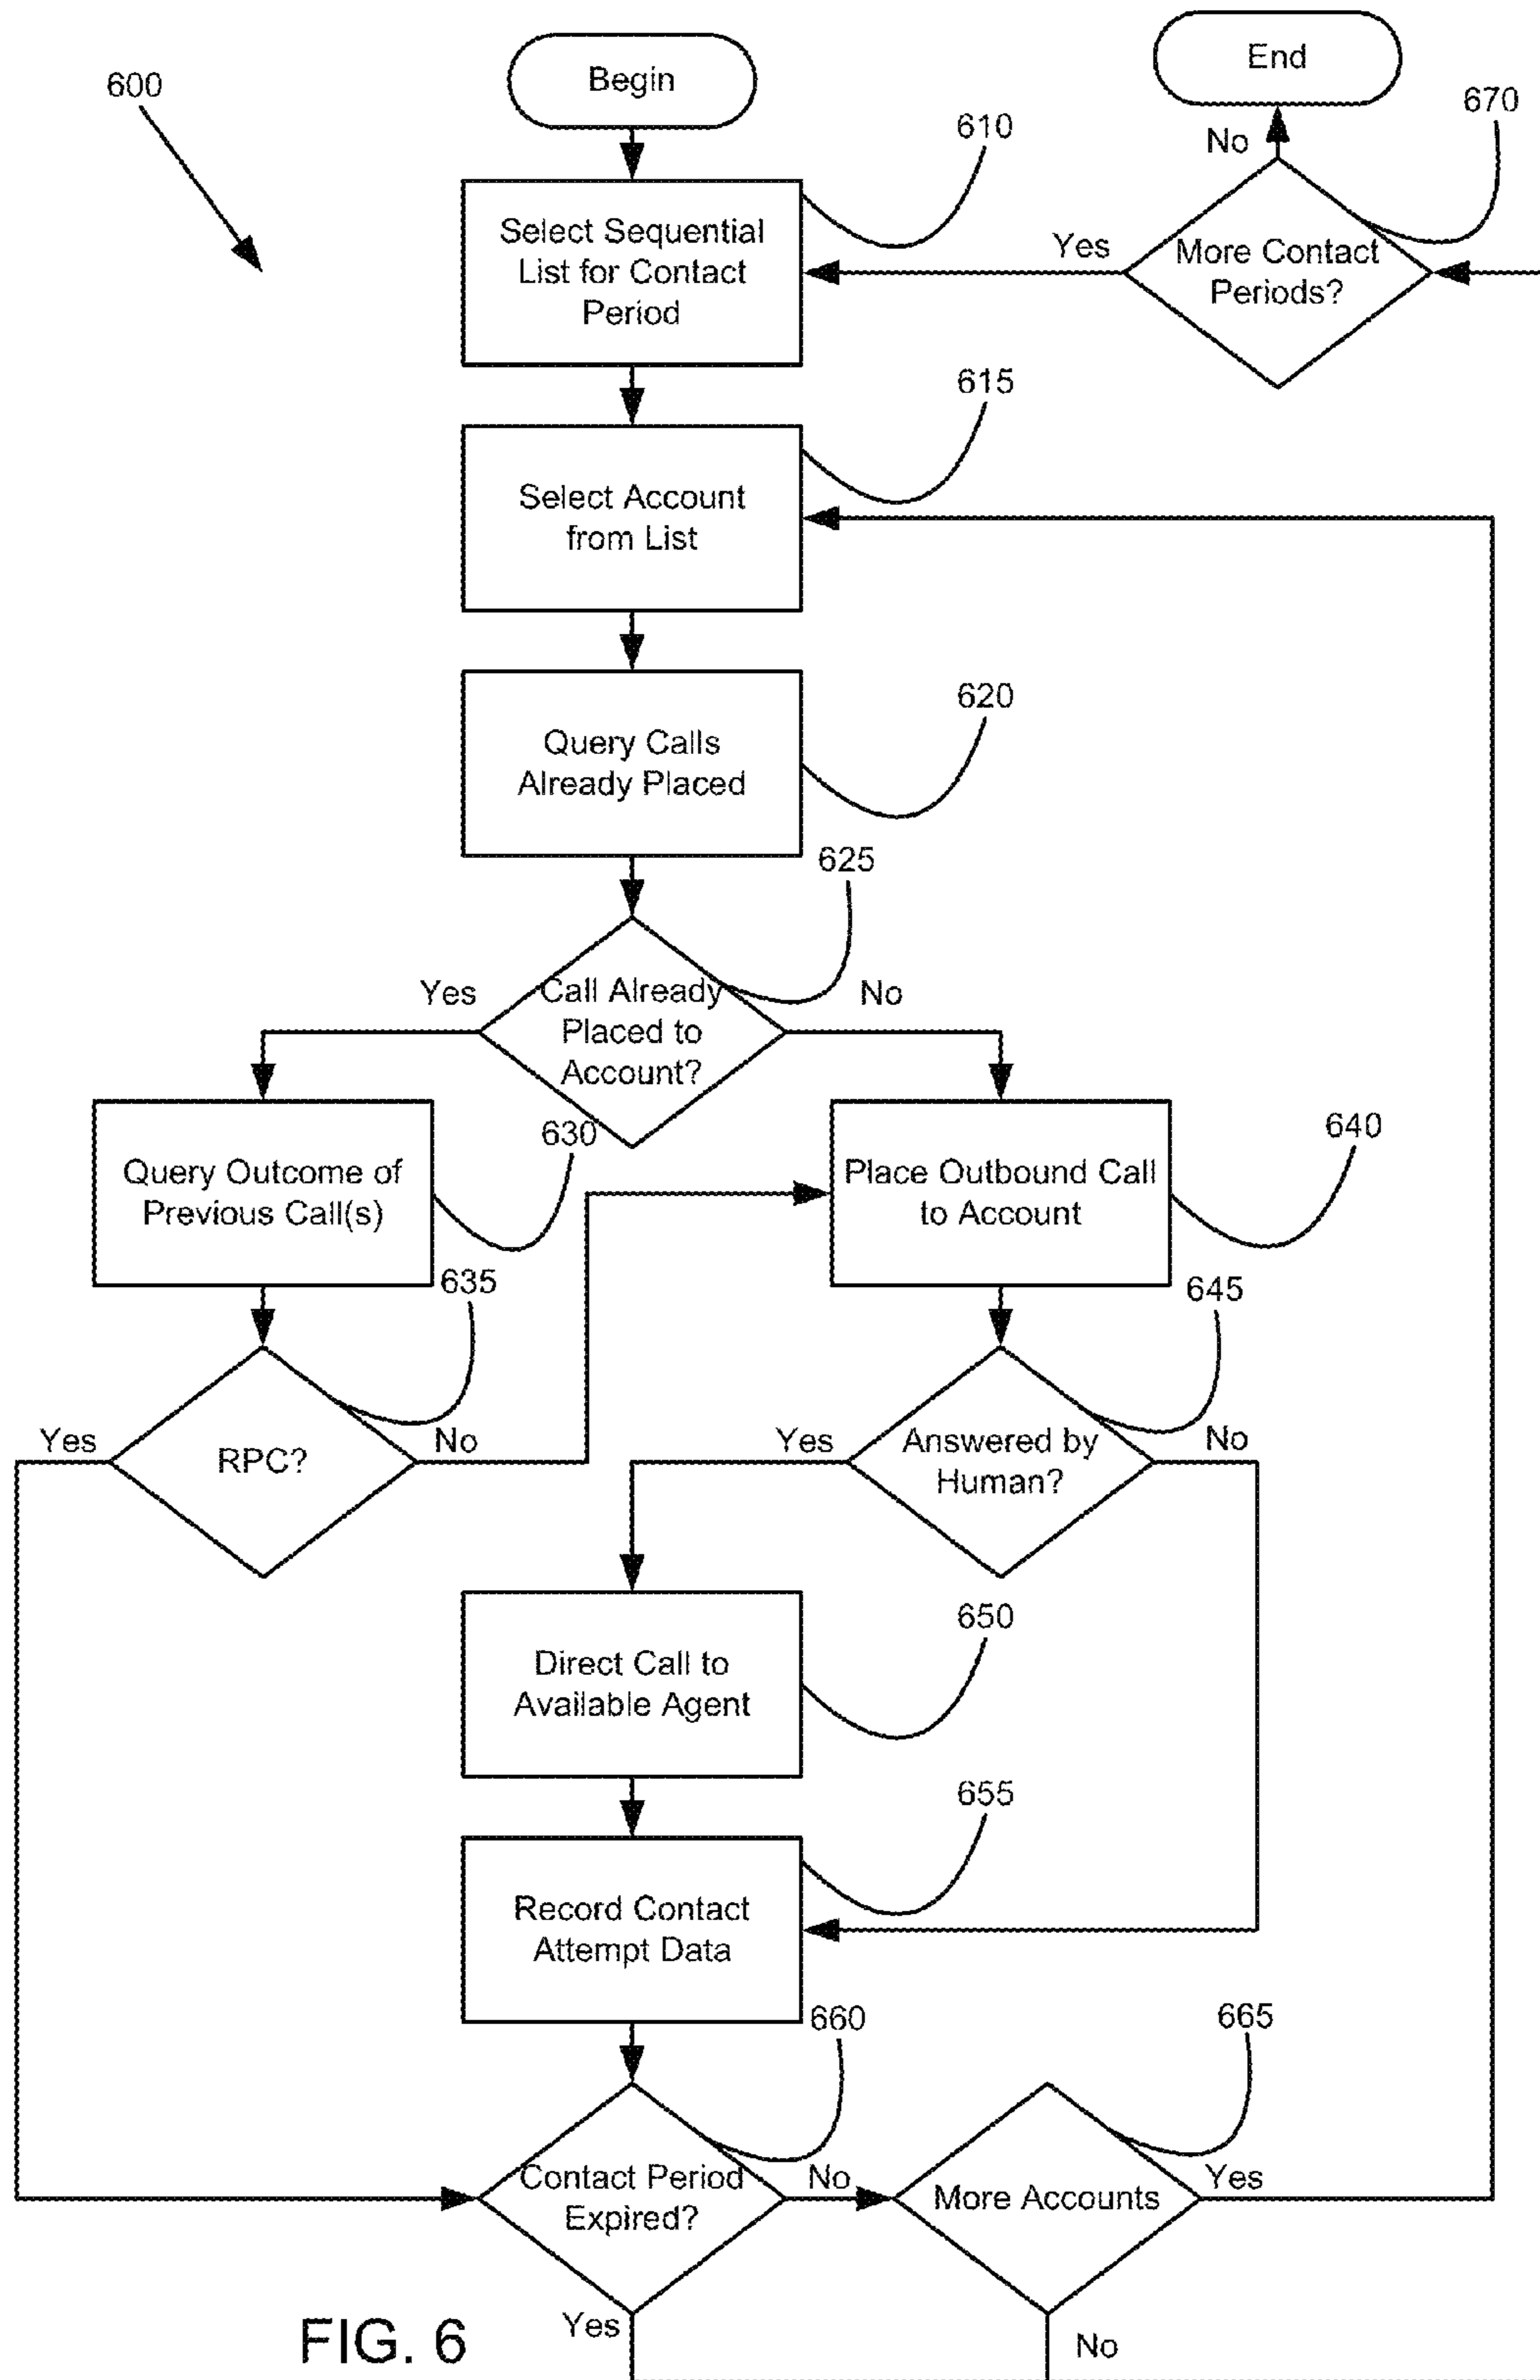 600
Begin
End
670
No
610
Select Sequential
List for Contact
Period
Yes
More Contact
Periods?
615
Select Account
from List
620
Query Calls
Already Placed
625
Yes
Call Already
Placed to
Account?
No
630
Query Outcome of
Previous Call(s)
640
Place Outbound Call
to Account
635
645
Yes
RPC?
No
Yes
Answered by
Human?
No
650
Direct Call to
Available Agent
655
Record Contact
Attempt Data
660
665
Contact Period
Expired?
No
More Accounts
Yes
Yes
No
FIG. 6